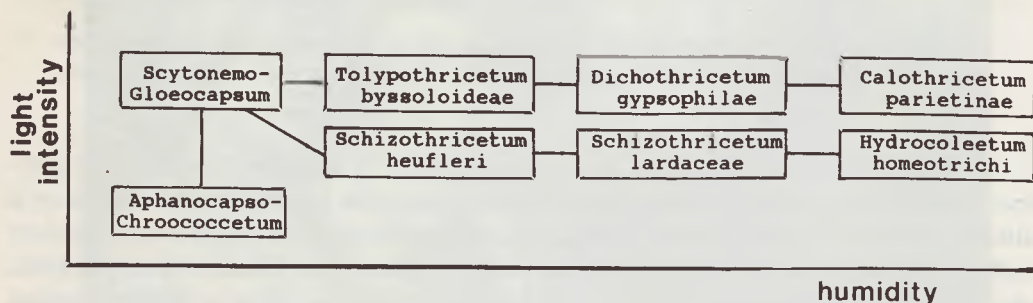 light
intensity
Scytonemo-
Gloeocapsum
Tolypothricetum
byssoloideae
Dichothricetum
gypsophilae
Calothricetum
parietinae
Schizothricetum
heufleri
Schizothricetum
lardaceae
Hydrocoleetum
homeotrichi
Aphanocapso-
Chroococcetum
humidity